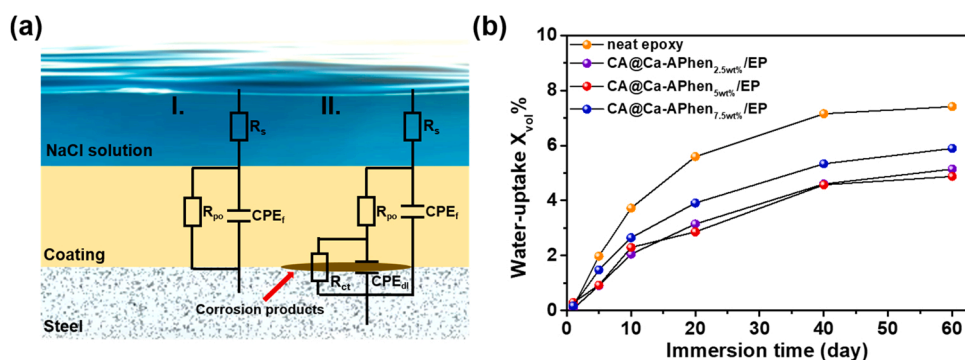 (a)
I.
II.
Rs
Rs
NaCl solution
Rpo
CPEf
Rpo
CPEf
Coating
Rct
CPEdl
Corrosion products
Steel
(b)
10
8
6
4
2
0
Water-uptake Xvol%
neat epoxy
CA@Ca-APhen2.5wt%/EP
CA@Ca-APhen5wt%/EP
CA@Ca-APhen7.5wt%/EP
0 10 20 30 40 50 60
Immersion time (day)